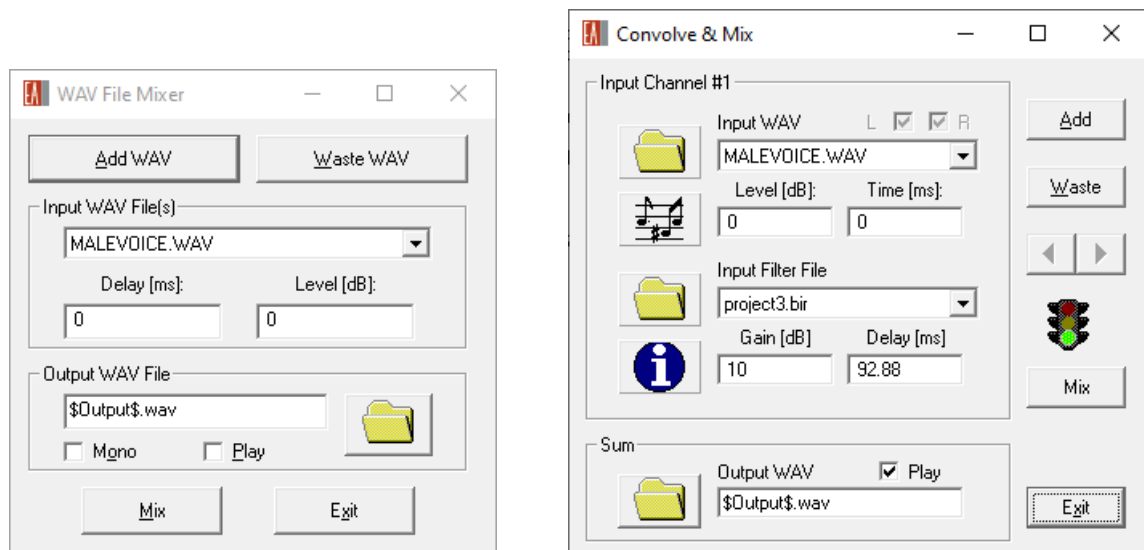 WAV File Mixer
Add WAV
Waste WAV
Input WAV File(s)
MALEVOICE.WAV
Delay [ms]:
Level [dB]:
0
0
Output WAV File
$Output$.wav
Mono
Play
Mix
Exit
Convolve & Mix
Input Channel #1
Input WAV
L
R
MALEVOICE.WAV
Level [dB]:
Time [ms]:
0
0
Input Filter File
project3.bir
Gain [dB]
Delay [ms]
10
92.88
Add
Waste
Mix
Sum
Output WAV
Play
$Output$.wav
Exit